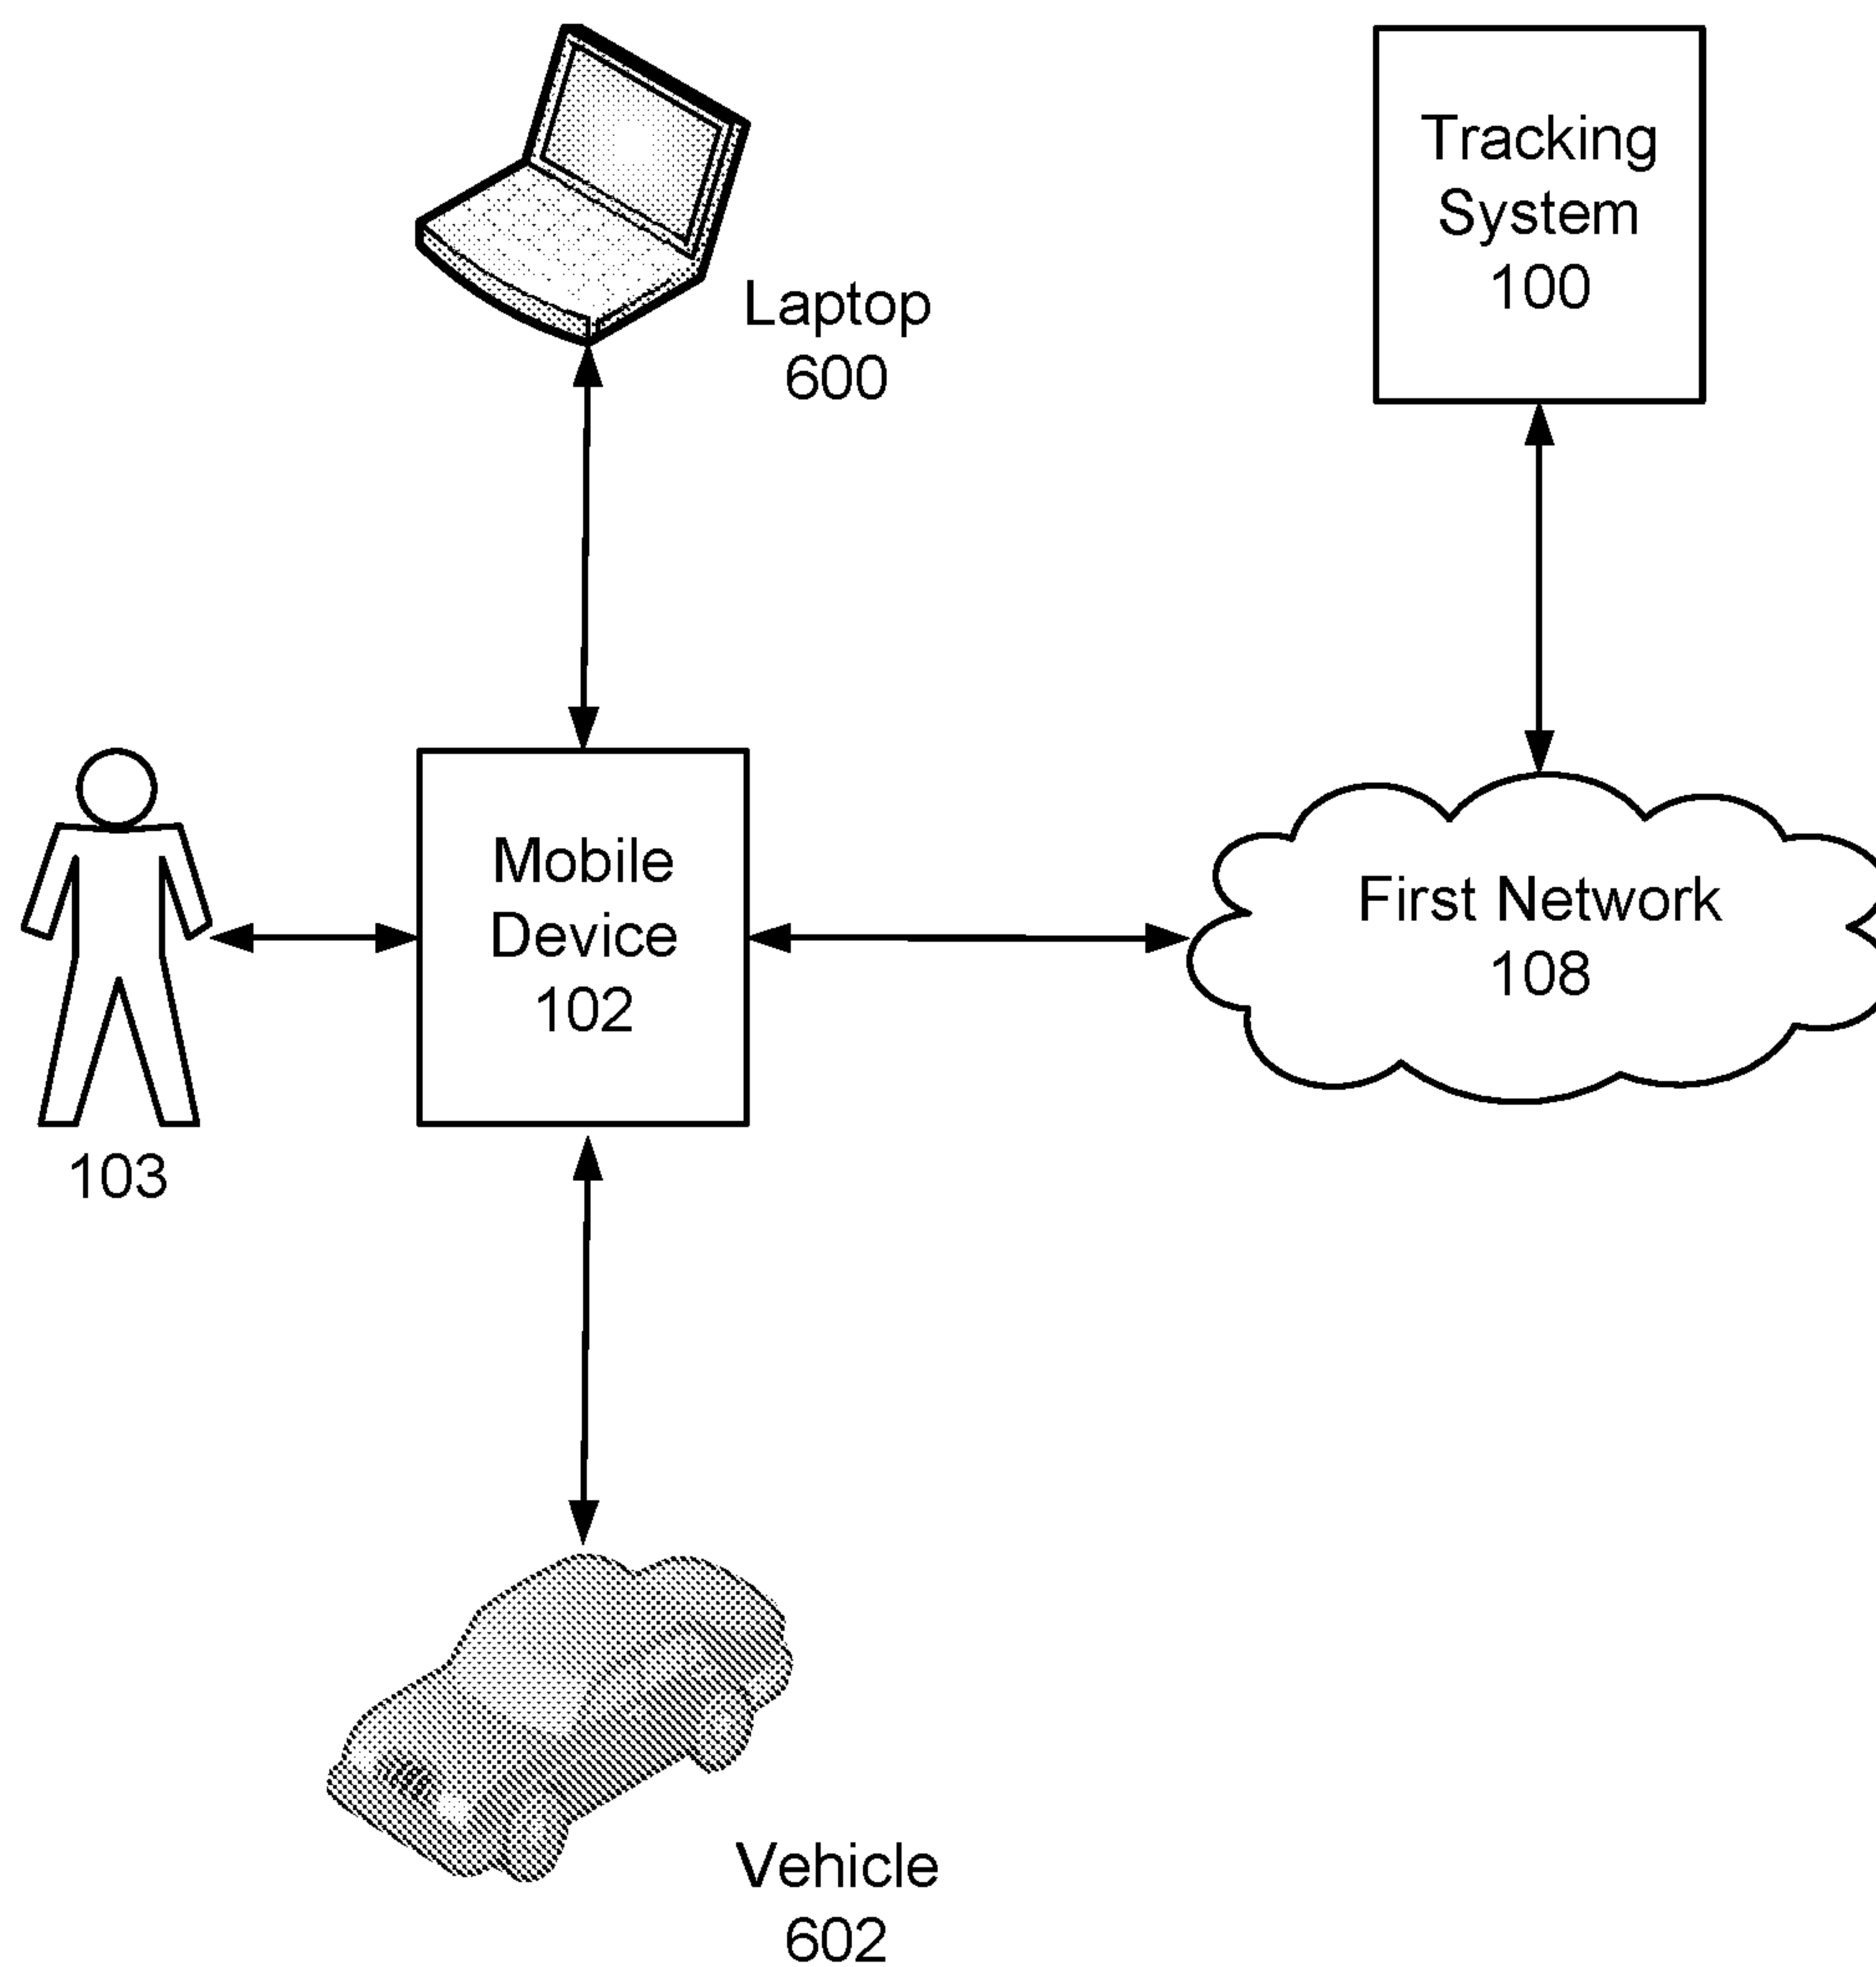 Tracking
System
100
Laptop
600
Mobile
Device
102
First Network
108
103
Vehicle
602